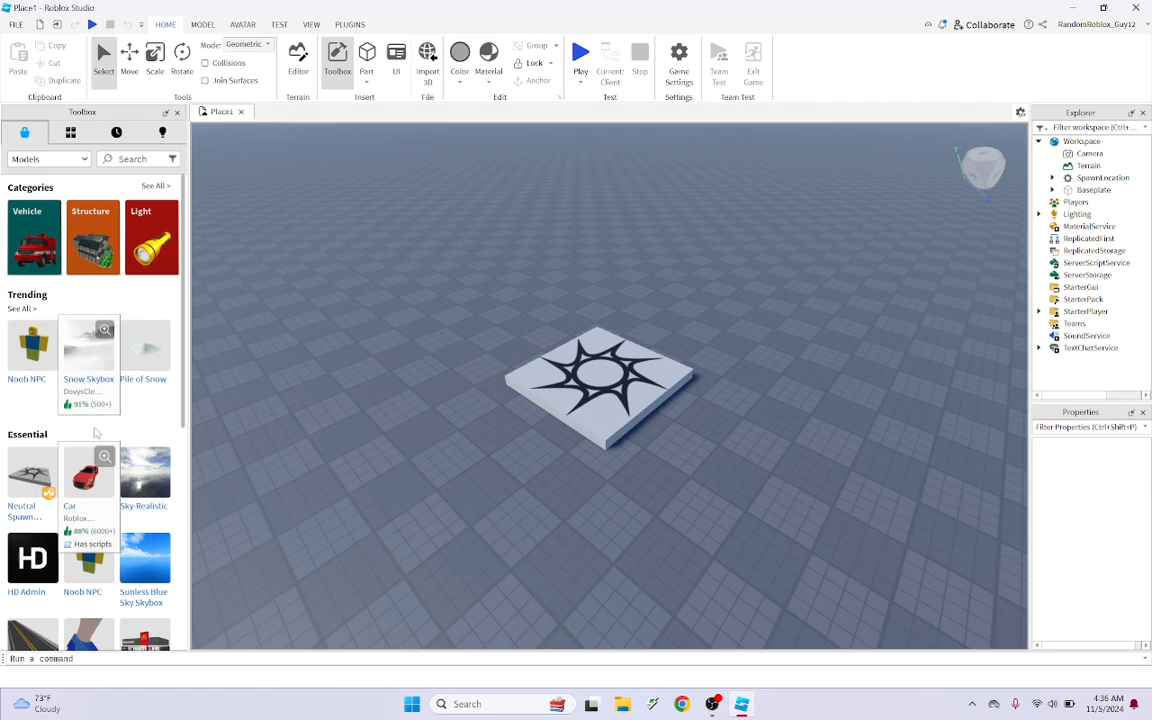 Place1 - Roblox Studio
FILE HOME MODEL AVATAR TEST VIEW PLUGINS
Collaborate RandomRoblox_Guy12
Paste Copy Cut Duplicate
Clipboard
Select Move Scale Rotate
Mode: Geometric
Collisions
Join Surfaces
Tools
Editor
Terrain
Toolbox Part UI
Insert
Import 3D
File
Color Material
Group
Lock
Anchor
Edit
Play Current: Client Stop
Test
Game Settings
Settings
Team Test Exit Game
Team Test
Toolbox
Place1
Models Search
Categories See All >
Vehicle Structure Light
Trending
See All >
Noob NPC Snow Skybox Pile of Snow
DovysCle...
91% (500+)
Essential
Neutral Spawn... Car Sky-Realistic
Roblox...
88% (6000+)
Has scripts
HD
HD Admin Noob NPC Sunless Blue Sky Skybox
Y
Explorer
Filter workspace (Ctrl+...
Workspace
Camera
Terrain
SpawnLocation
Baseplate
Players
Lighting
MaterialService
ReplicatedFirst
ReplicatedStorage
ServerScriptService
ServerStorage
StarterGui
StarterPack
StarterPlayer
Teams
SoundService
TextChatService
Properties
Filter Properties (Ctrl+Shift+P)
Run a command
73°F
Cloudy
Search
4:36 AM
11/5/2024